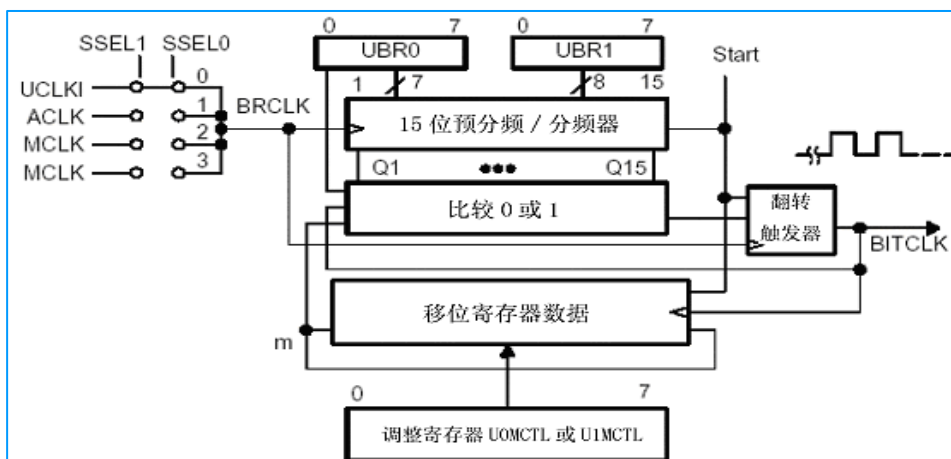 0 7 0 7
SSEL1 SSEL0 UBR0 UBR1 Start
UCLKI 0 1 7 8 15
ACLK 1 BRCLK 15 位预分频 / 分频器
MCLK 2
MCLK 3 Q1 ••• Q15
比较 0 或 1 翻转
触发器
BITCLK
移位寄存器数据
m
0 7
调整寄存器 U0MCTL 或 U1MCTL